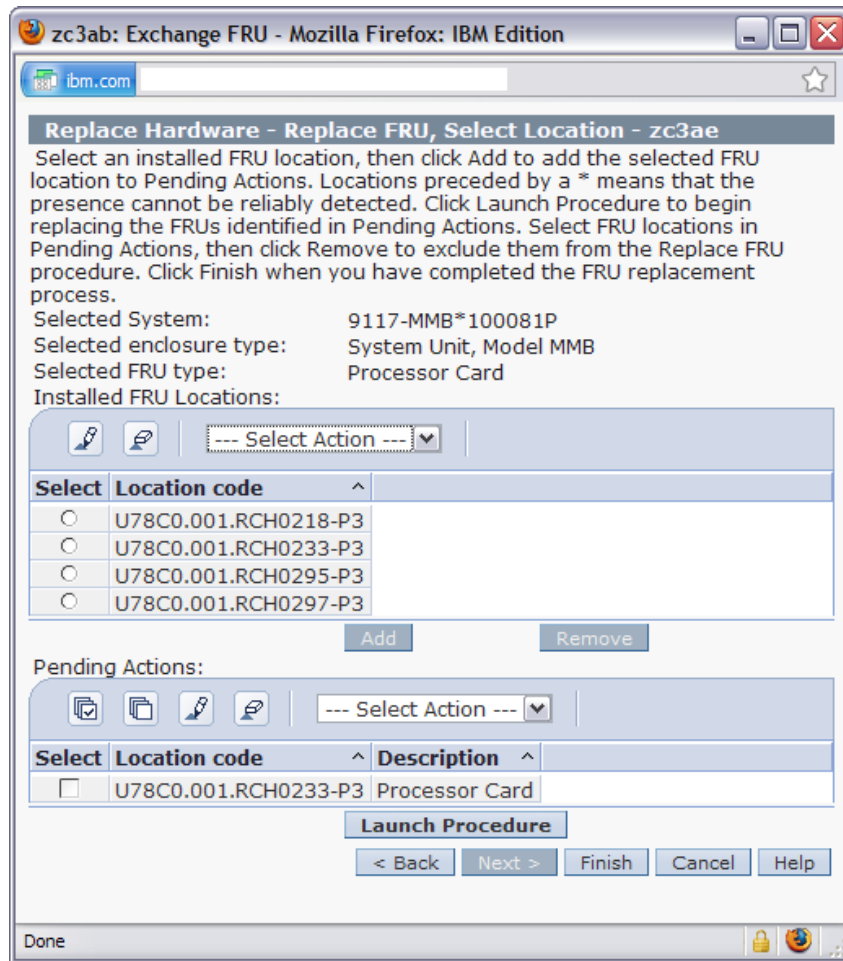 zc3ab: Exchange FRU - Mozilla Firefox: IBM Edition
ibm.com
Replace Hardware - Replace FRU, Select Location - zc3ae
Select an installed FRU location, then click Add to add the selected FRU
location to Pending Actions. Locations preceded by a * means that the
presence cannot be reliably detected. Click Launch Procedure to begin
replacing the FRUs identified in Pending Actions. Select FRU locations in
Pending Actions, then click Remove to exclude them from the Replace FRU
procedure. Click Finish when you have completed the FRU replacement
process.
Selected System: 9117-MMB*100081P
Selected enclosure type: System Unit, Model MMB
Selected FRU type: Processor Card
Installed FRU Locations:
--- Select Action ---
Select Location code ^
U78C0.001.RCH0218-P3
U78C0.001.RCH0233-P3
U78C0.001.RCH0295-P3
U78C0.001.RCH0297-P3
Add Remove
Pending Actions:
--- Select Action ---
Select Location code ^ Description ^
U78C0.001.RCH0233-P3 Processor Card
Launch Procedure
< Back Next > Finish Cancel Help
Done